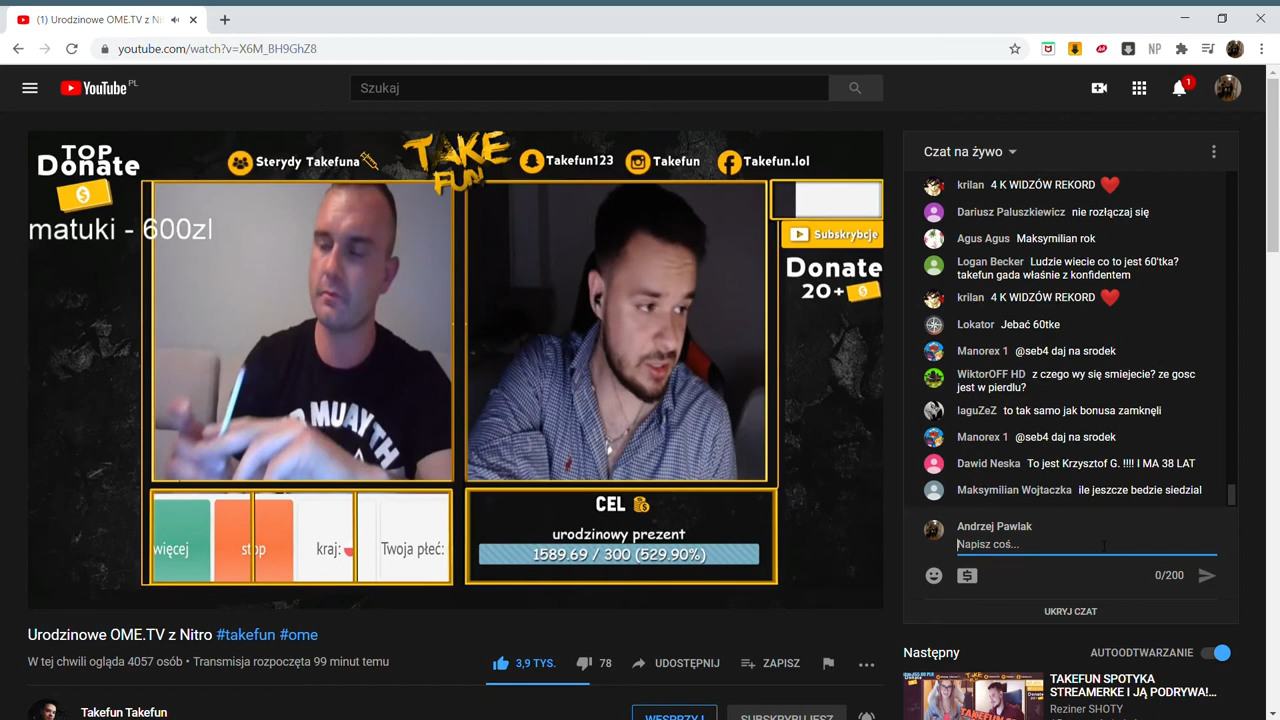 (1) Urodzinowe OME.TV z Ni
youtube.com/watch?v=X6M_BH9GhZ8
NP
YouTube PL
Szukaj
1
TOP
Donate
matuki - 600zl
Sterydy Takefuna
TAKE
FUN
Takefun123
Takefun
Takefun.lol
Subskrybcje
Donate
20+
MUAYTH
więcej
stop
kraj:
Twoja płeć:
CEL
urodzinowy prezent
1589.69 / 300 (529.90%)
Czat na żywo
krilan 4 K WIDZÓW REKORD
Dariusz Paluszkiewicz nie rozłączaj się
Agus Agus Maksymilian rok
Logan Becker Ludzie wiecie co to jest 60'tka?
takefun gada właśnie z konfidentem
krilan 4 K WIDZÓW REKORD
Lokator Jebać 60tke
Manorex 1 @seb4 daj na srodek
WiktorOFF HD z czego wy się smiejecie? ze gosc
jest w pierdlu?
IaguZeZ to tak samo jak bonusa zamknęli
Manorex 1 @seb4 daj na srodek
Dawid Neska To jest Krzysztof G. !!!! I MA 38 LAT
Maksymilian Wojtaczka ile jeszcze bedzie siedzial
Andrzej Pawlak
Napisz coś...
0/200
UKRYJ CZAT
Urodzinowe OME.TV z Nitro #takefun #ome
W tej chwili ogląda 4057 osób • Transmisja rozpoczęta 99 minut temu
3,9 TYS.
78
UDOSTĘPNIJ
ZAPISZ
Takefun Takefun
WESPRZYJ
SUBSKRYBUJESZ
Następny
AUTOODTWARZANIE
TAKEFUN SPOTYKA
STREAMERKE I JĄ PODRYWA!...
Reziner SHOTY